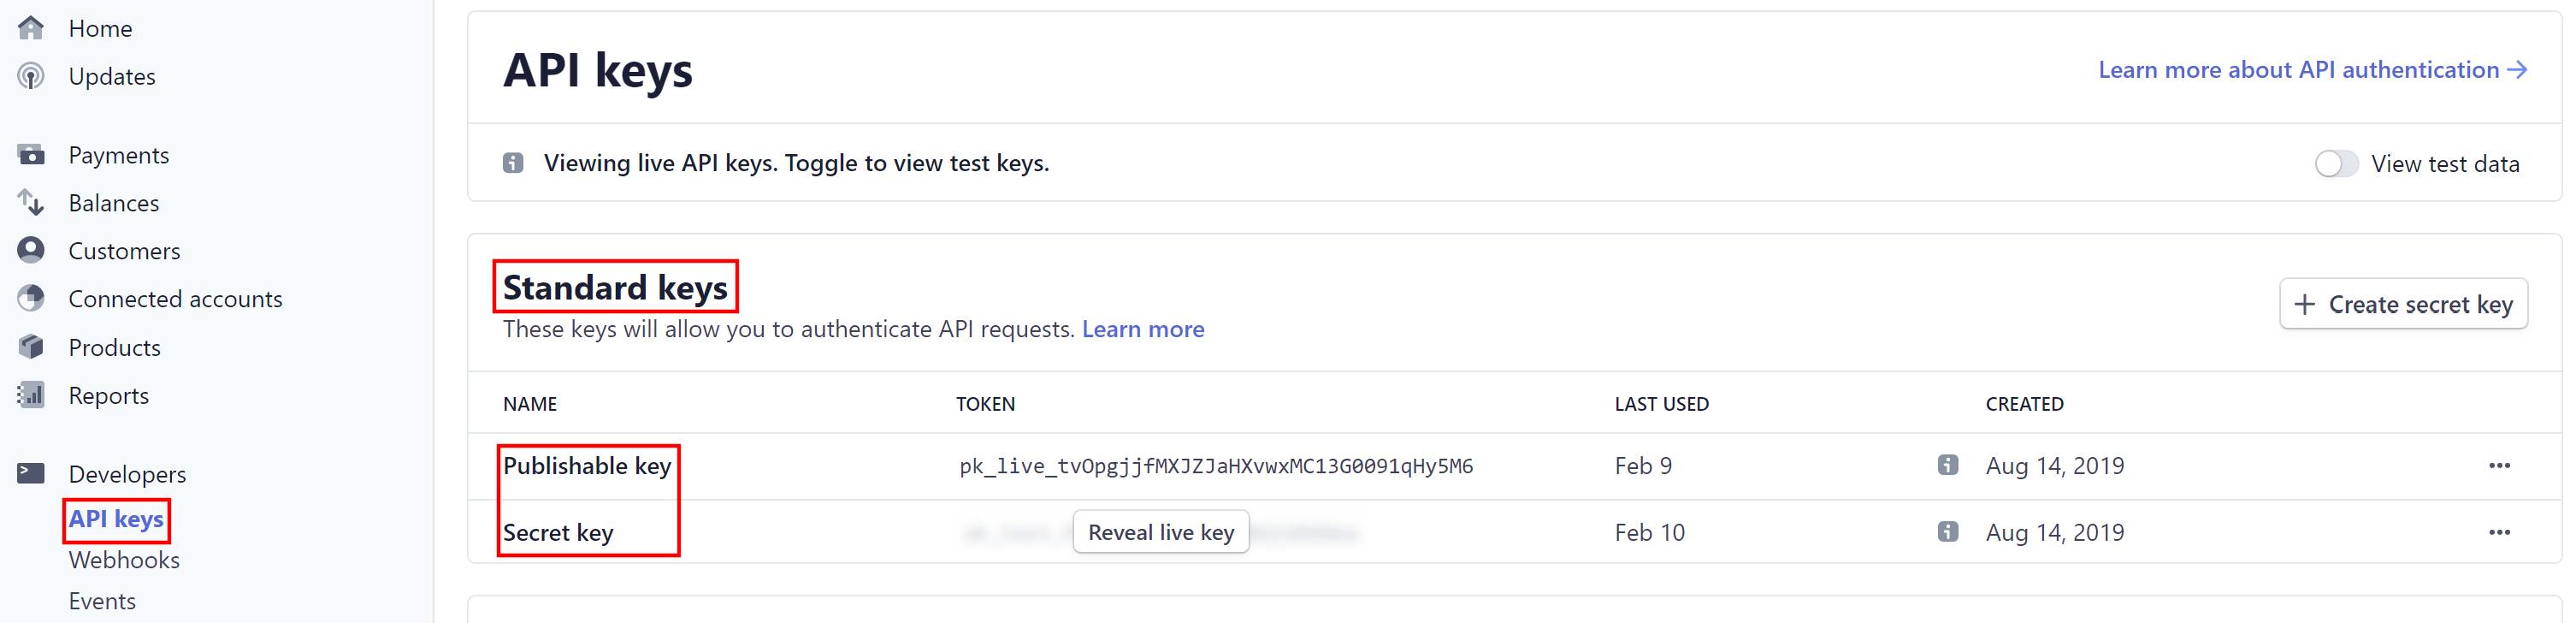 Home
Updates
Payments
Balances
Customers
Connected accounts
Products
Reports
Developers
API keys
Webhooks
Events
API keys
Learn more about API authentication
Viewing live API keys. Toggle to view test keys.
View test data
Standard keys
These keys will allow you to authenticate API requests. Learn more
Create secret key
NAME TOKEN LAST USED CREATED
Publishable key pk_live_tvOpgjjfMXJZJaHXvwxMC13G0091qHy5M6 Feb 9 Aug 14, 2019
Secret key Reveal live key Feb 10 Aug 14, 2019